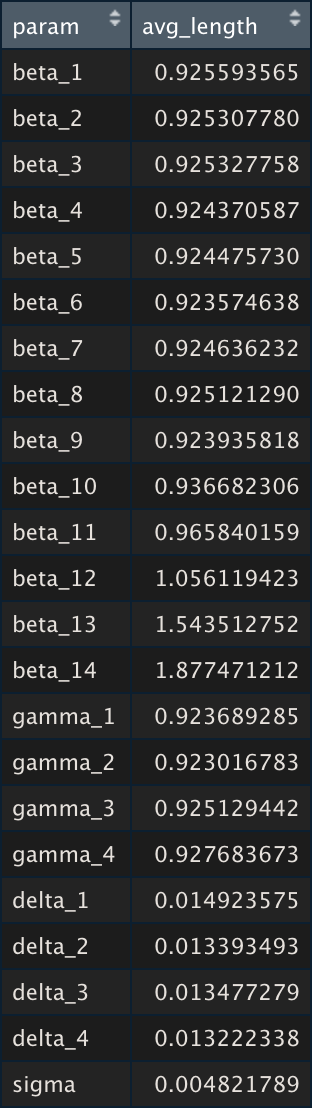 param avg_length
beta_1 0.925593565
beta_2 0.925307780
beta_3 0.925327758
beta_4 0.924370587
beta_5 0.924475730
beta_6 0.923574638
beta_7 0.924636232
beta_8 0.925121290
beta_9 0.923935818
beta_10 0.936682306
beta_11 0.965840159
beta_12 1.056119423
beta_13 1.543512752
beta_14 1.877471212
gamma_1 0.923689285
gamma_2 0.923016783
gamma_3 0.925129442
gamma_4 0.927683673
delta_1 0.014923575
delta_2 0.013393493
delta_3 0.013477279
delta_4 0.013222338
sigma 0.004821789